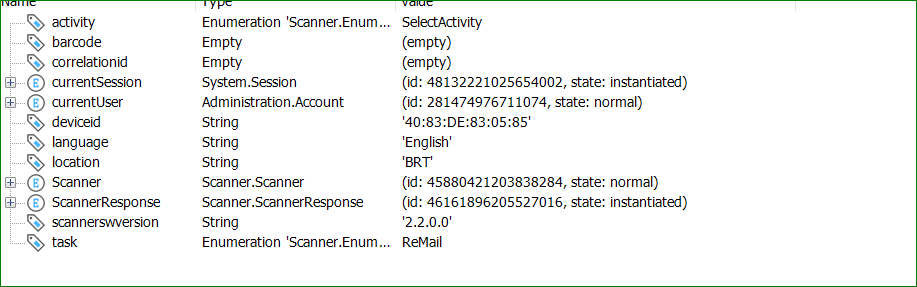 Name Type Value
activity Enumeration 'Scanner.Enum... SelectActivity
barcode Empty (empty)
correlationid Empty (empty)
E currentSession System.Session (id: 48132221025654002, state: instantiated)
E currentUser Administration.Account (id: 281474976711074, state: normal)
deviceid String '40:83:DE:83:05:85'
language String 'English'
location String 'BRT'
E Scanner Scanner.Scanner (id: 45880421203838284, state: normal)
E ScannerResponse Scanner.ScannerResponse (id: 46161896205527016, state: instantiated)
scannerswversion String '2.2.0.0'
task Enumeration 'Scanner.Enum... ReMail